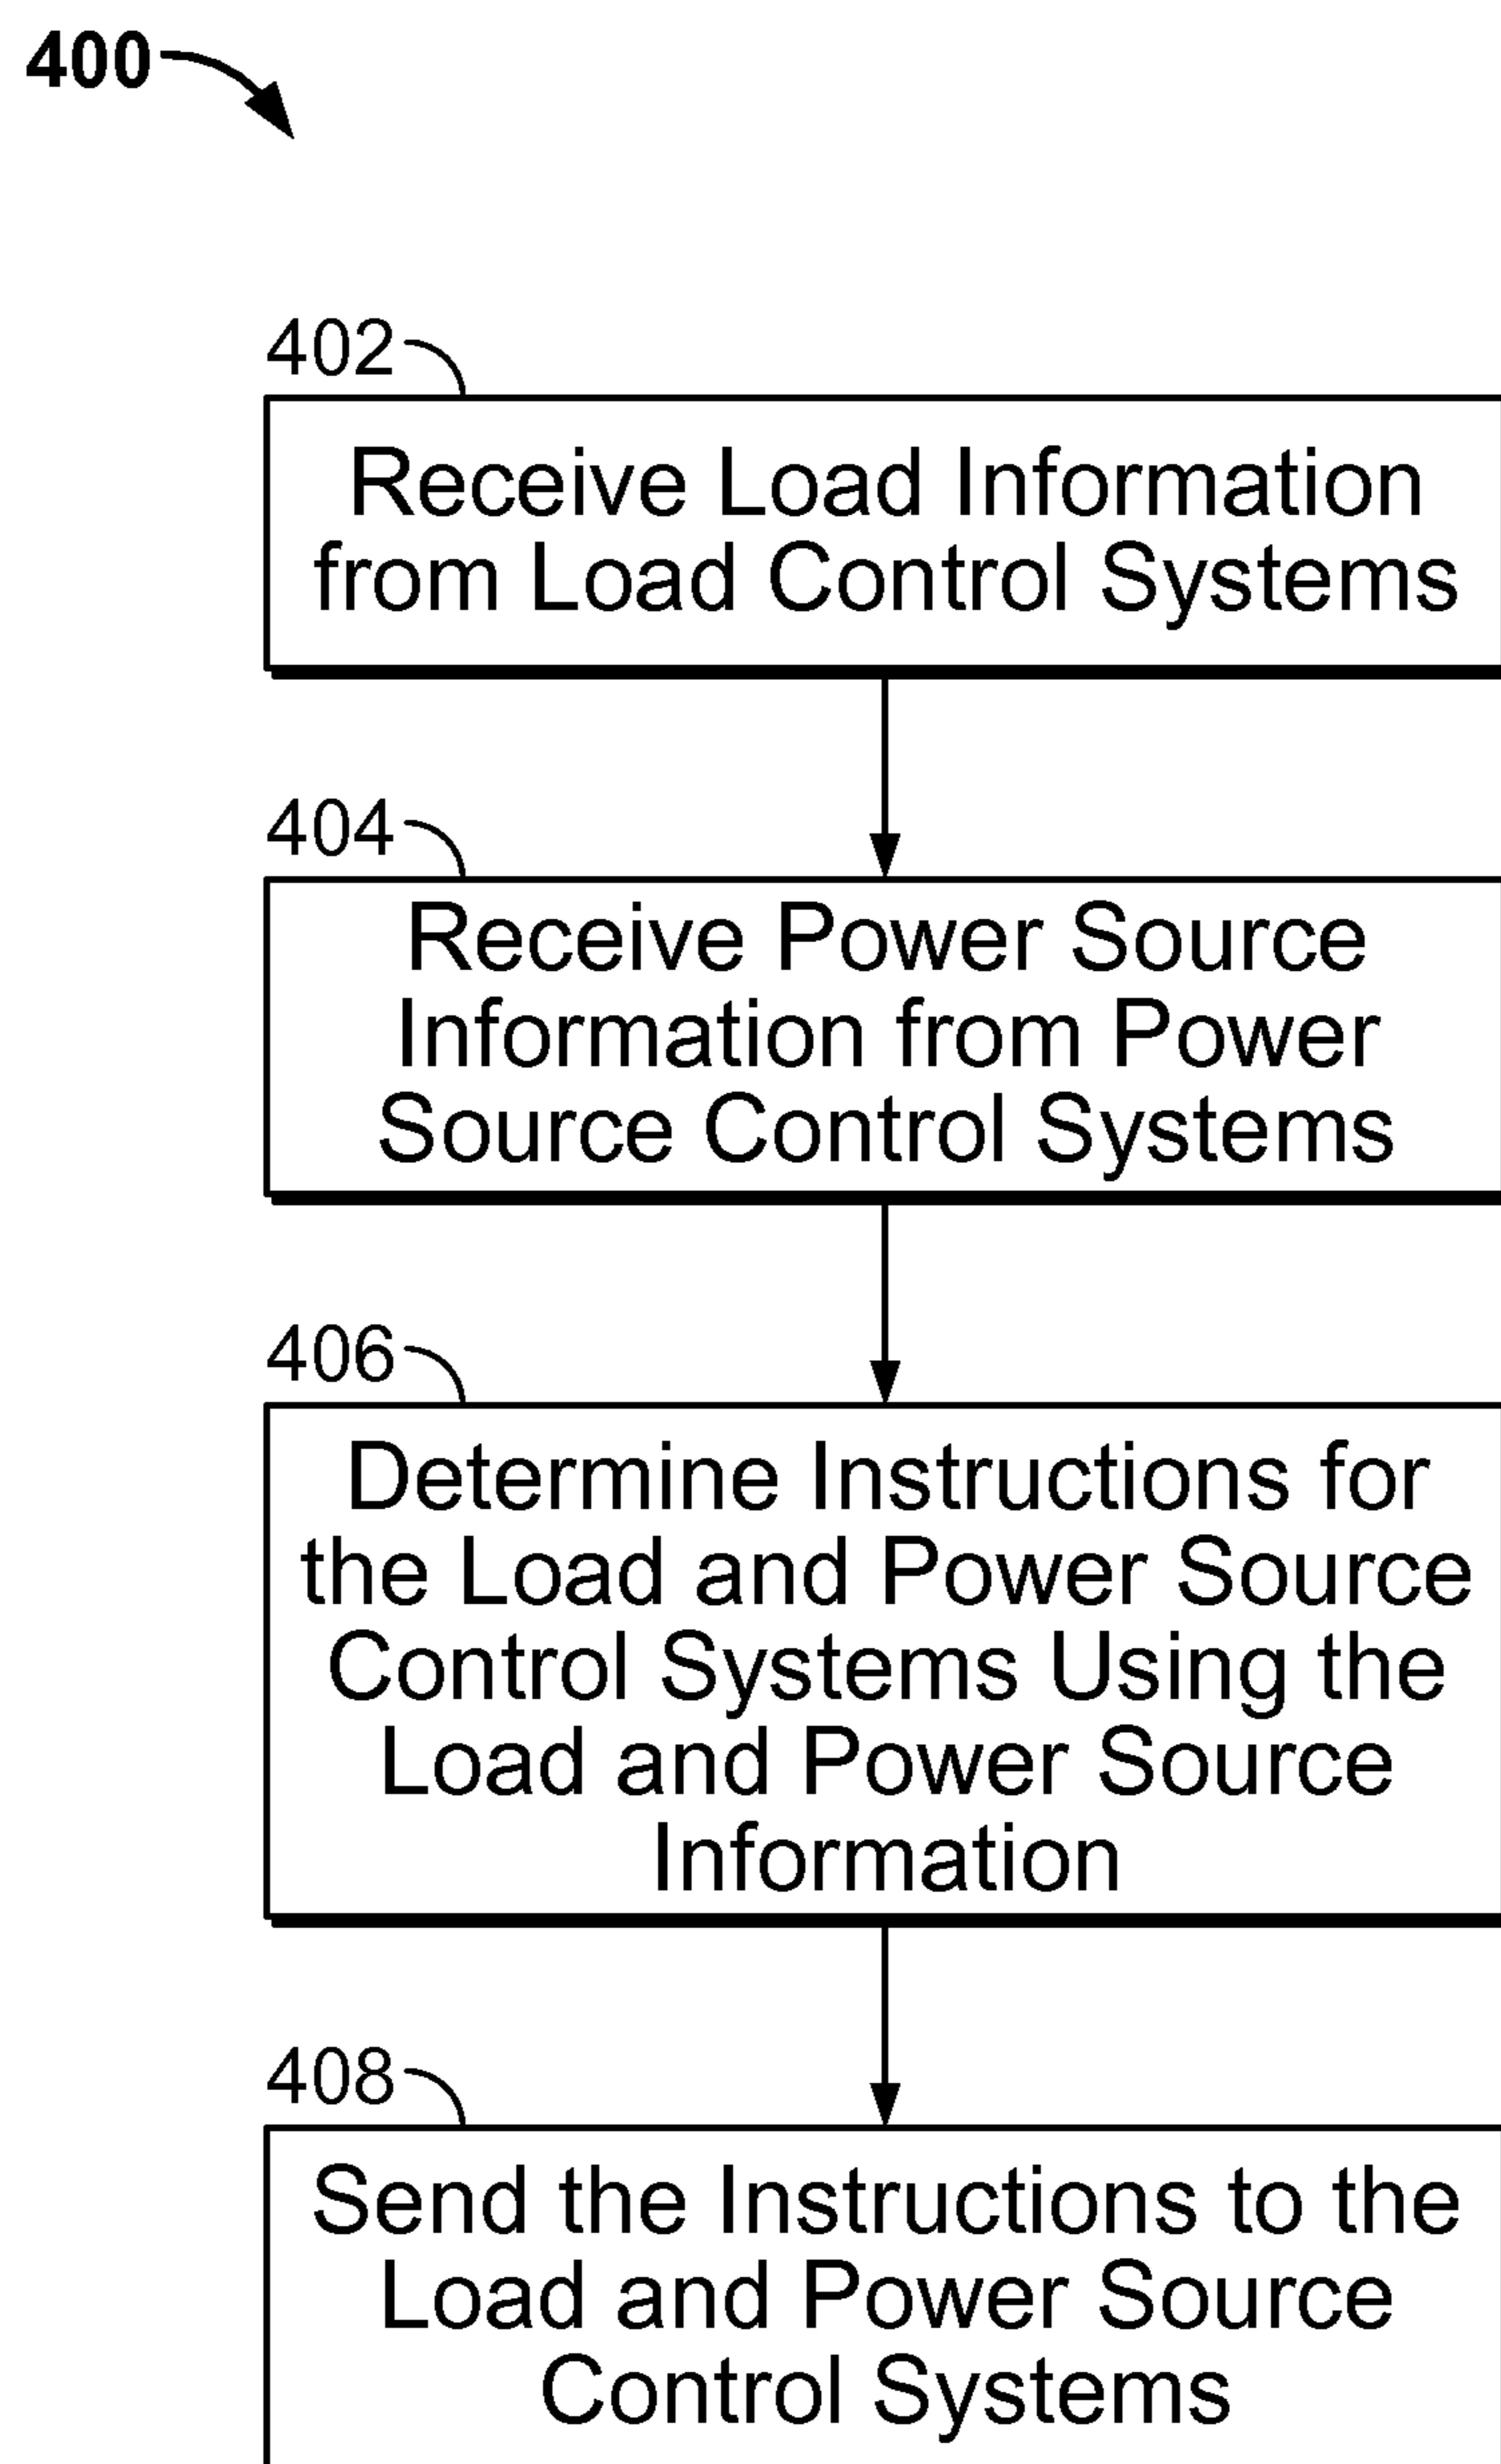 400
402
Receive Load Information
from Load Control Systems
404
Receive Power Source
Information from Power
Source Control Systems
406
Determine Instructions for
the Load and Power Source
Control Systems Using the
Load and Power Source
Information
408
Send the Instructions to the
Load and Power Source
Control Systems